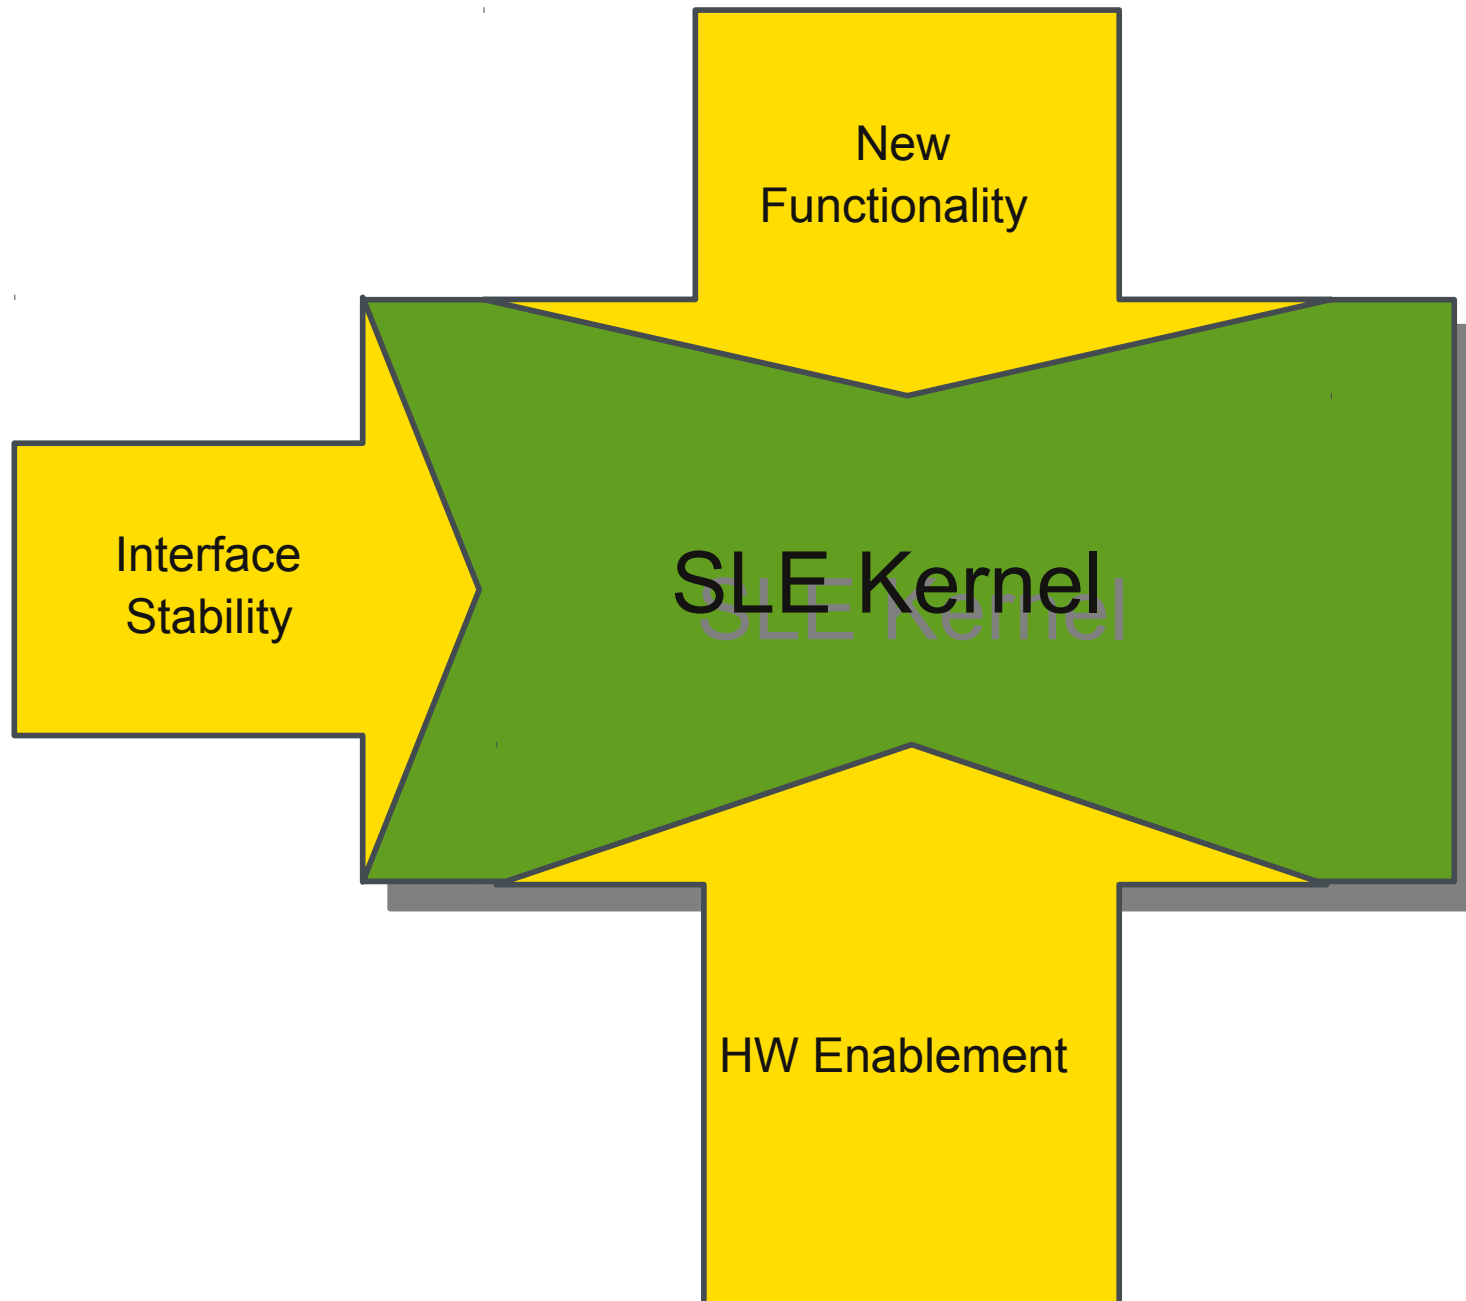 New
Functionality
Interface
Stability
SLE Kernel
HW Enablement